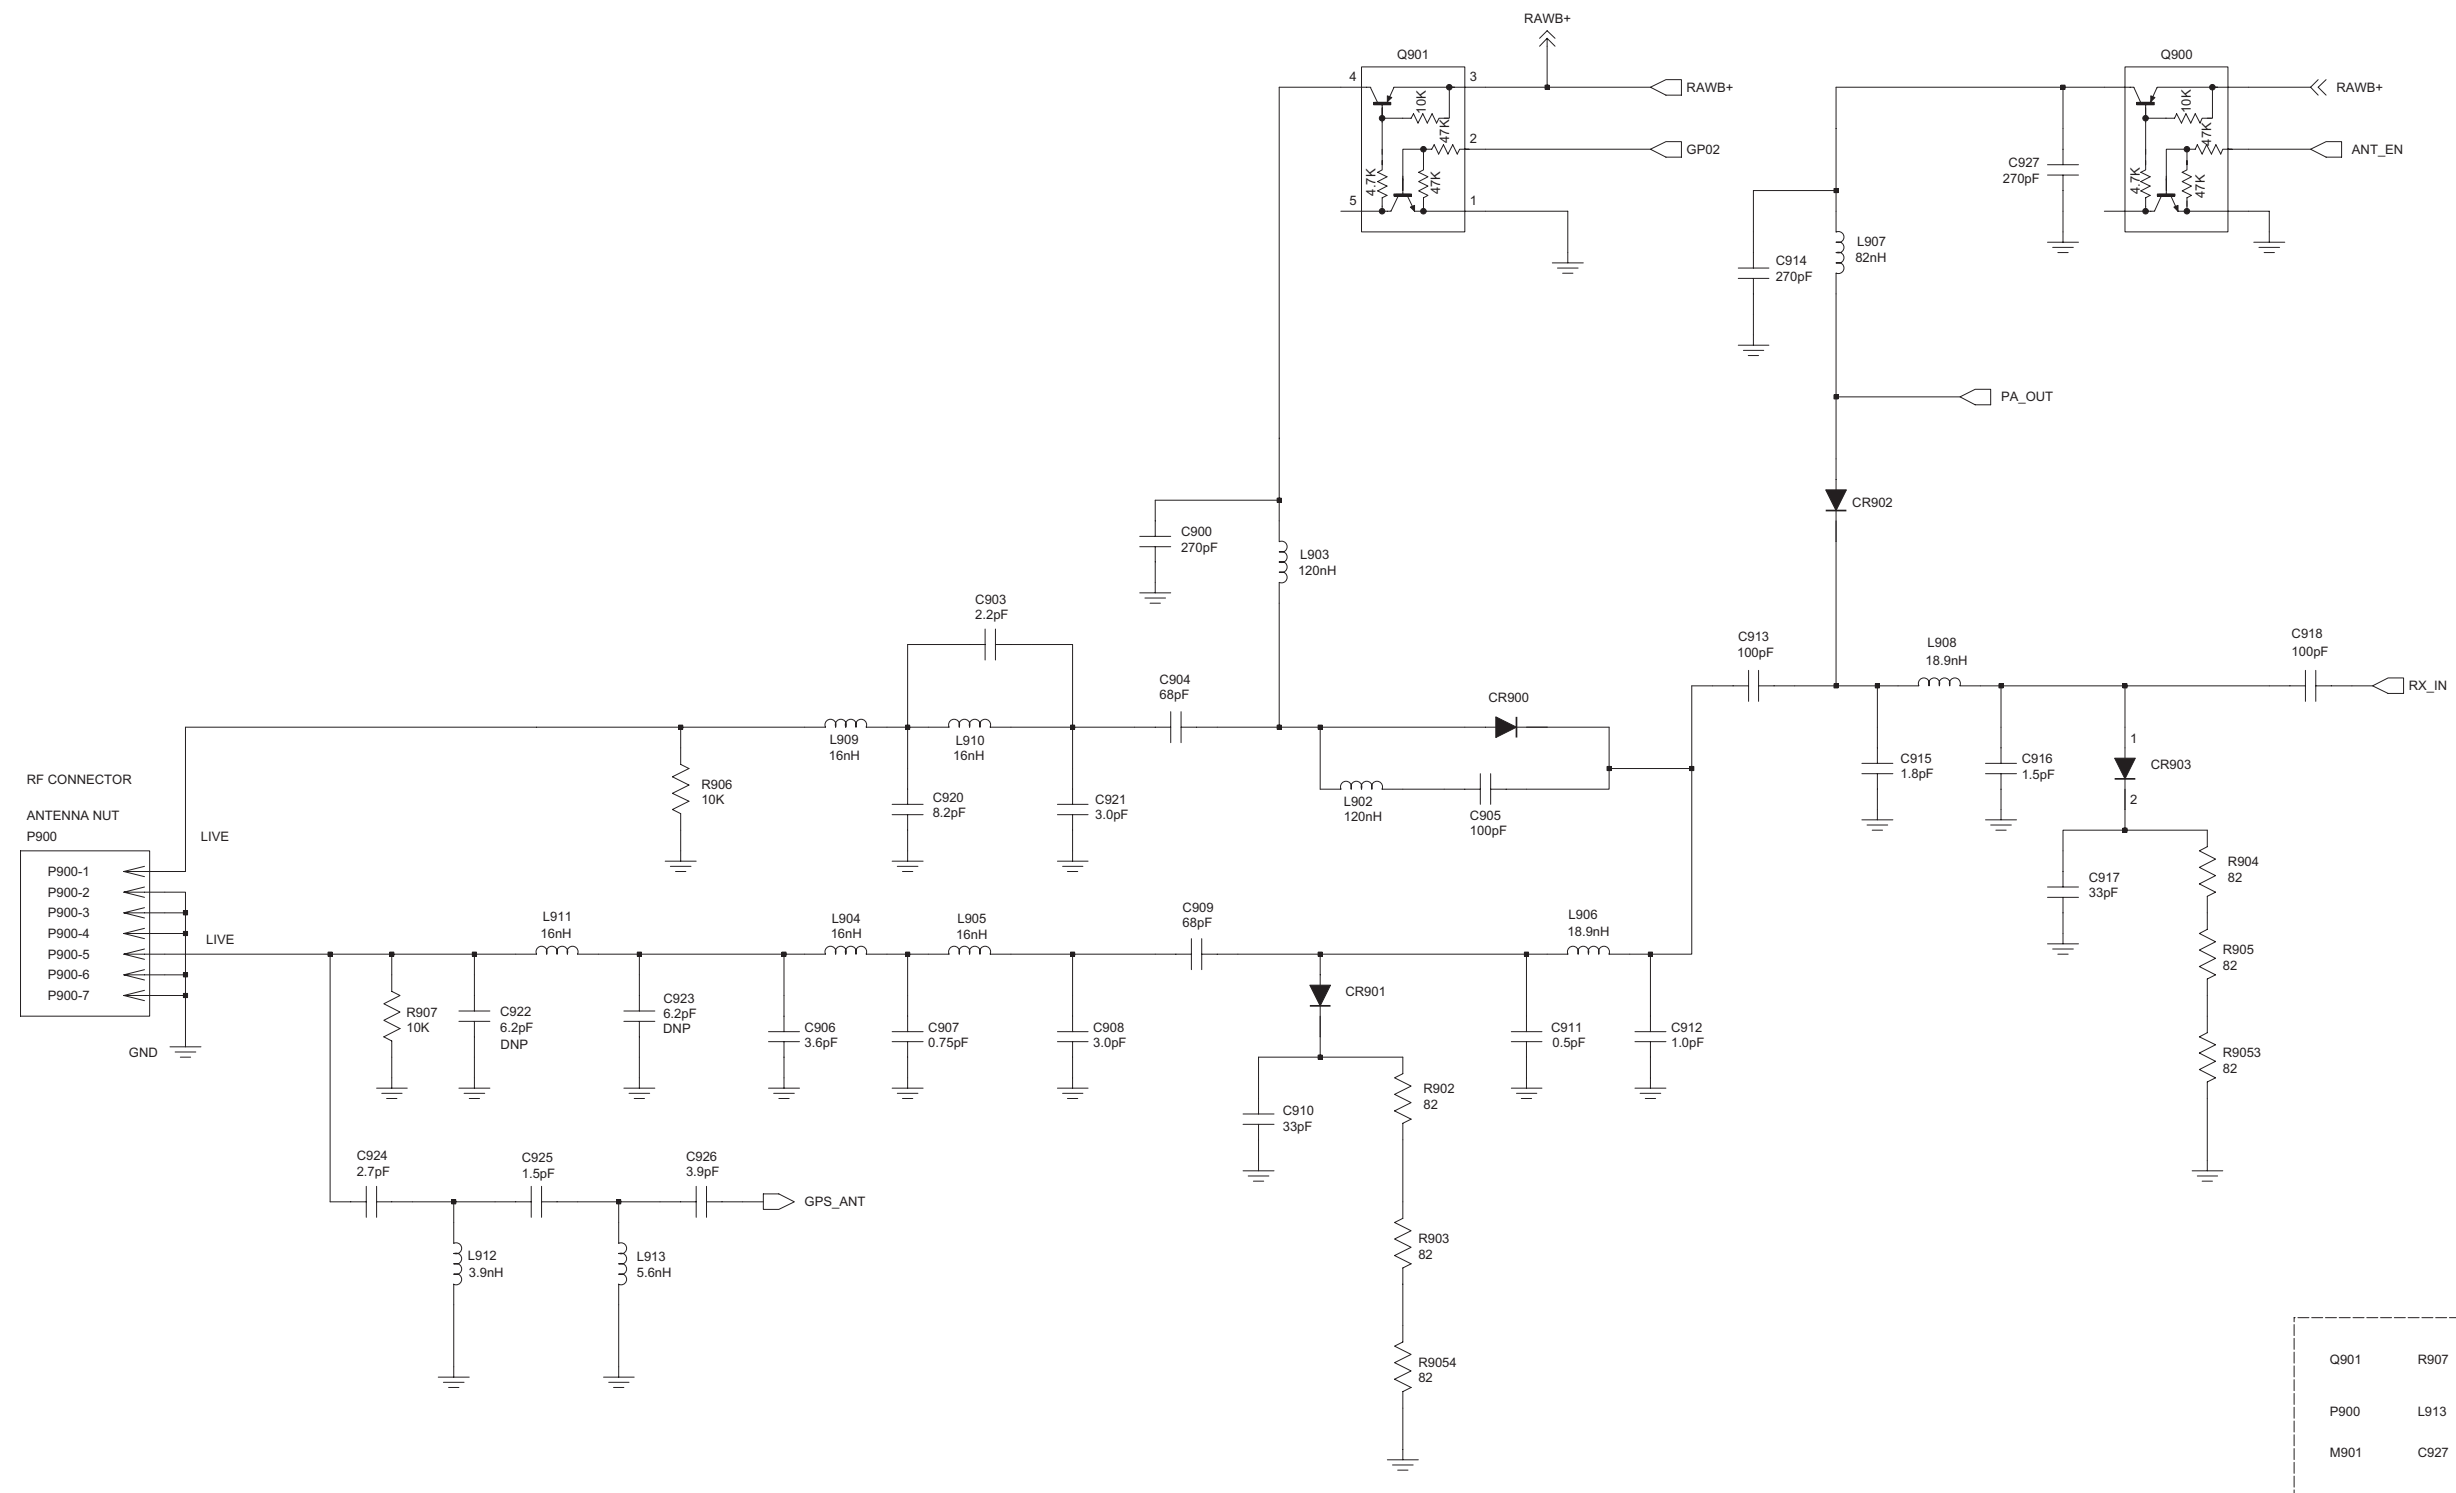 RAWB+
Q901
4
3
10K
RAWB+
47K
2
GP02
4.7K
47K
5
1
Q900
10K
RAWB+
47K
ANT_EN
4.7K
47K
C927
270pF
L907
82nH
C914
270pF
PA_OUT
CR902
C900
270pF
L903
120nH
C903
2.2pF
C904
68pF
CR900
C913
100pF
L908
18.9nH
C918
100pF
RX_IN
L909
16nH
L910
16nH
R906
10K
C920
8.2pF
C921
3.0pF
L902
120nH
C905
100pF
C915
1.8pF
C916
1.5pF
1
CR903
2
RF CONNECTOR
ANTENNA NUT
P900
LIVE
P900-1
P900-2
P900-3
P900-4
P900-5
P900-6
P900-7
LIVE
GND
R904
82
C917
33pF
R905
82
R9053
82
L911
16nH
L904
16nH
L905
16nH
C909
68pF
L906
18.9nH
CR901
R907
10K
C922
6.2pF
DNP
C923
6.2pF
DNP
C906
3.6pF
C907
0.75pF
C908
3.0pF
C911
0.5pF
C912
1.0pF
R902
82
C910
33pF
C924
2.7pF
C925
1.5pF
C926
3.9pF
GPS_ANT
L912
3.9nH
L913
5.6nH
R903
82
R9054
82
Q901 R907
P900 L913
M901 C927